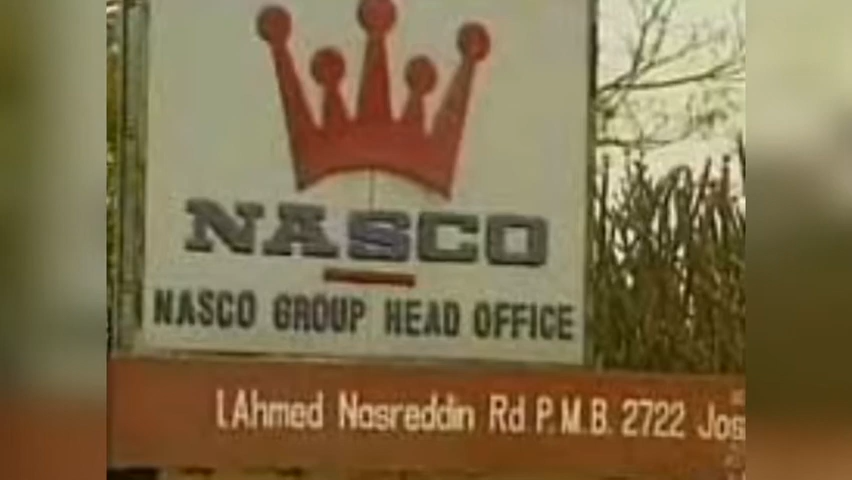 NASCO
NASCO GROUP HEAD OFFICE
1,Ahmed Nasreddin Rd P.M.B. 2722 Jos